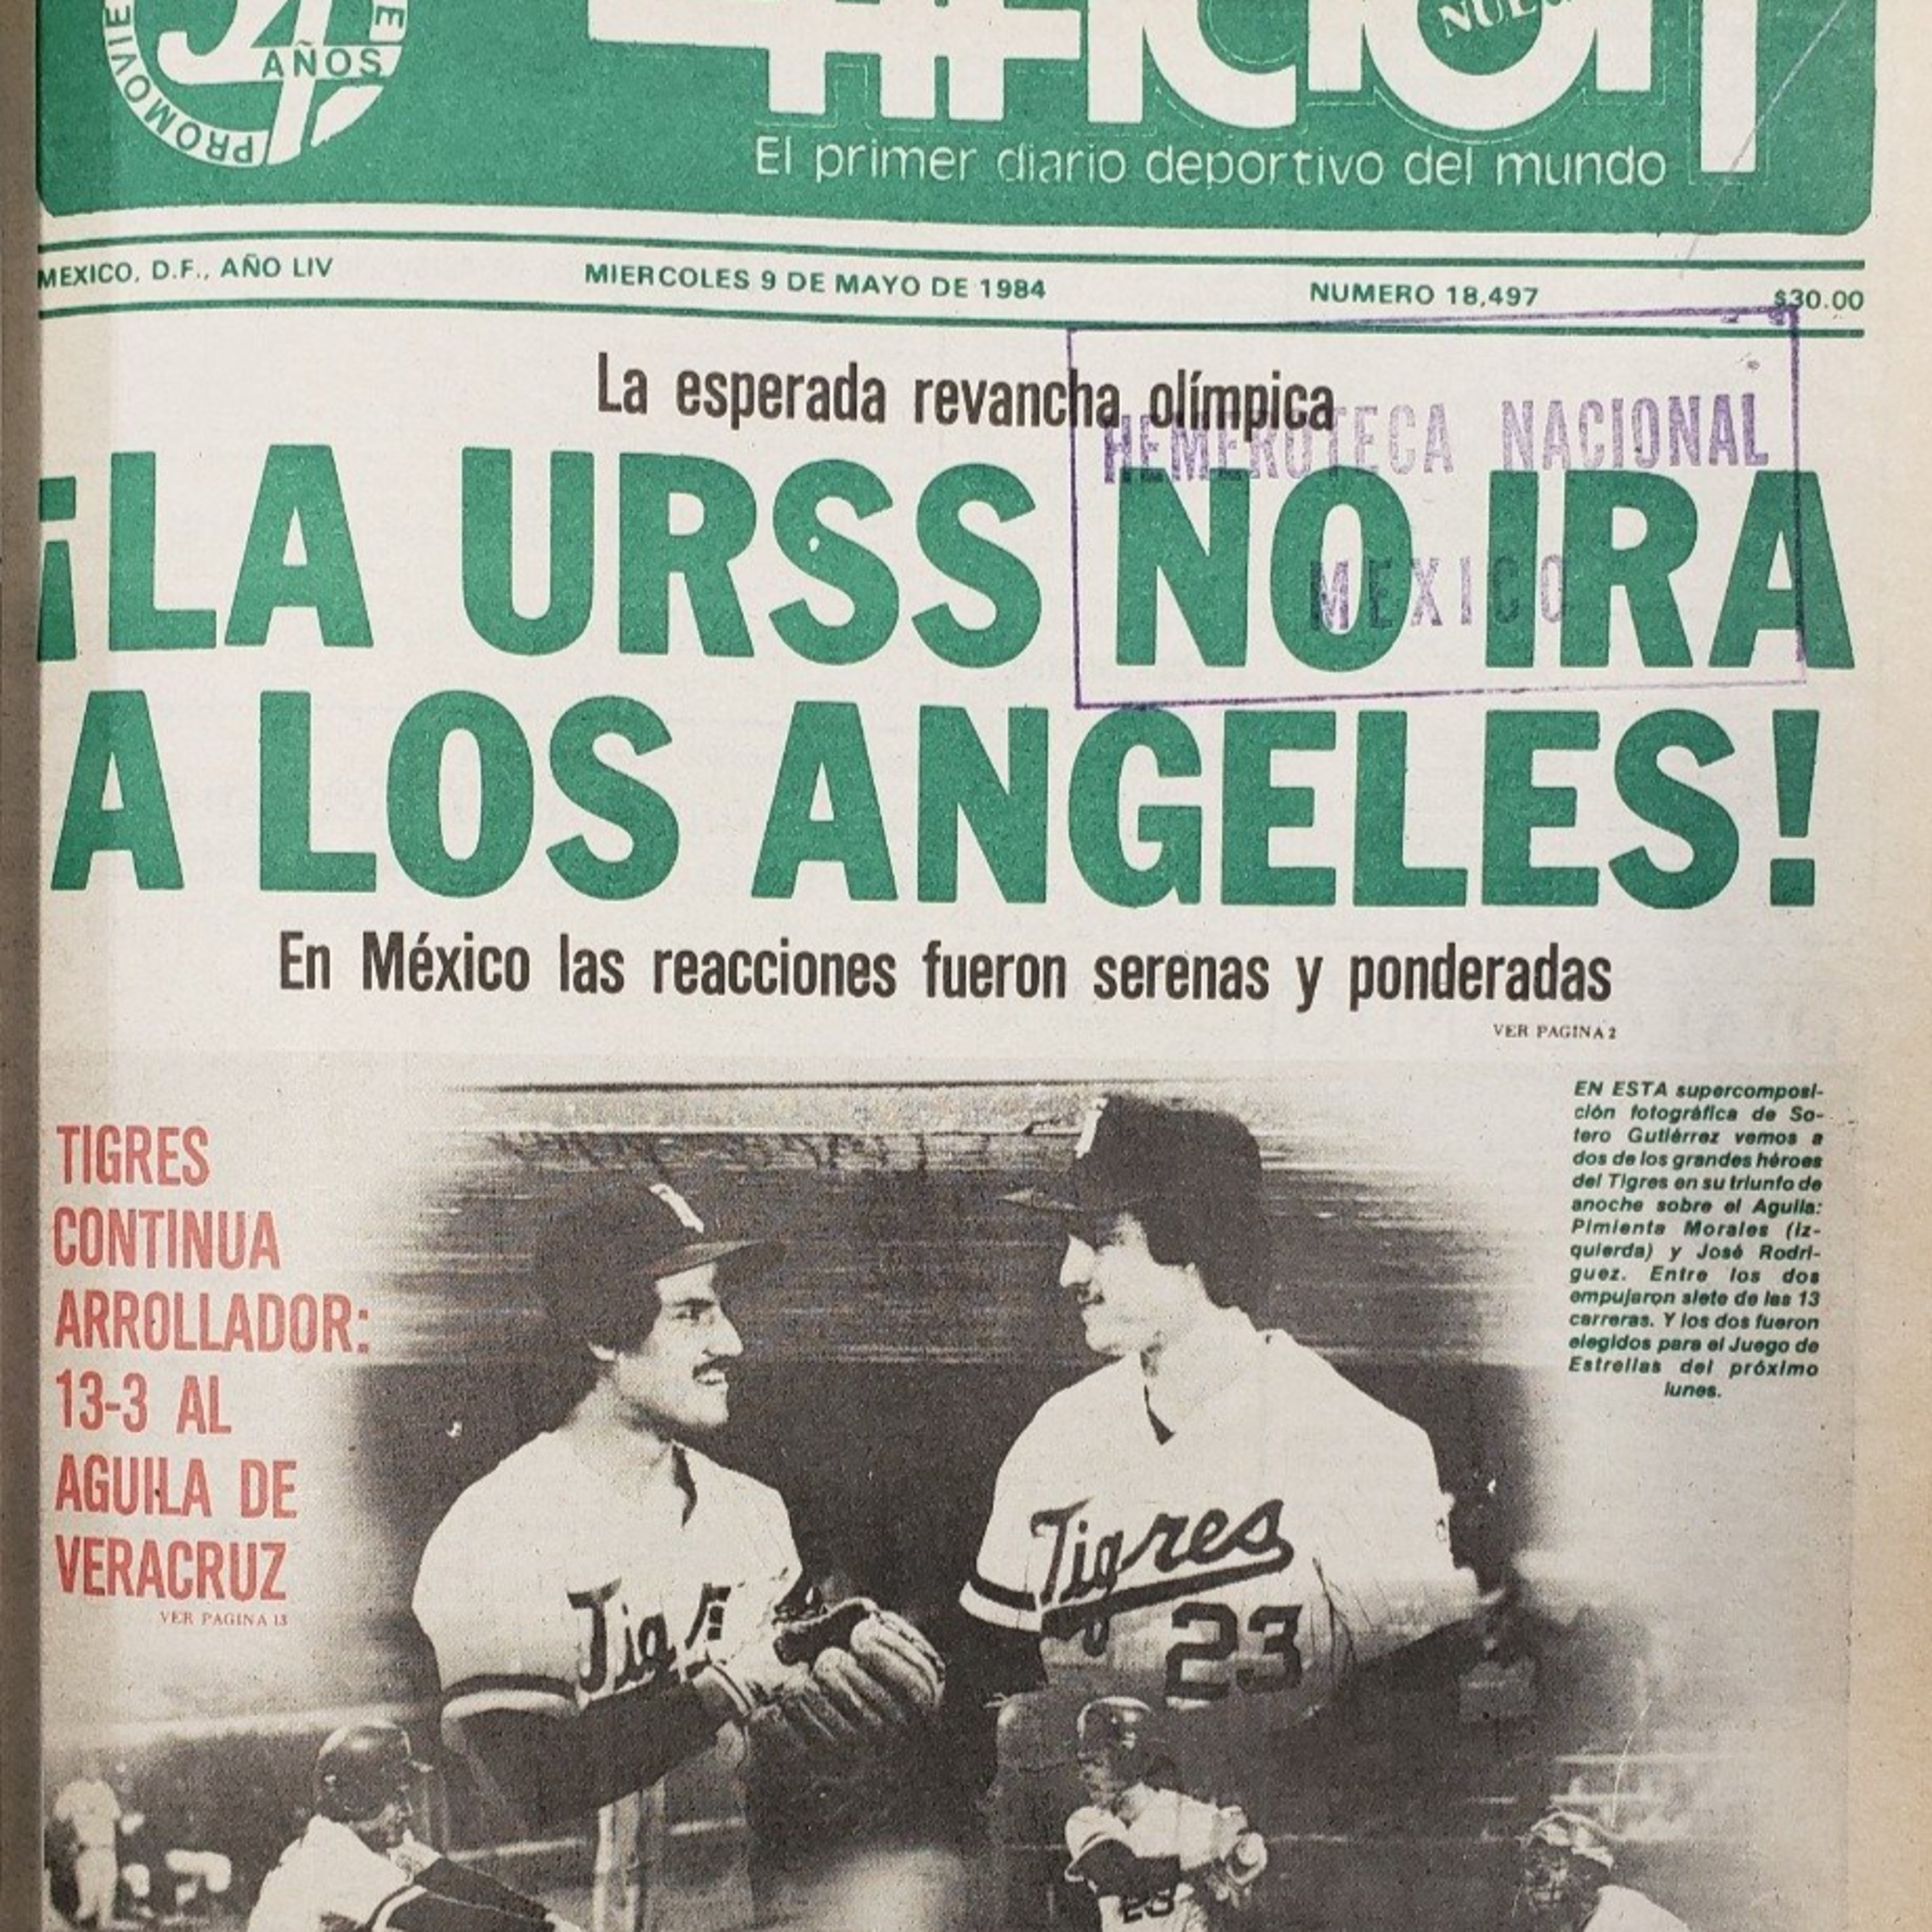 AÑOS
PROMOVIE
El primer diario deportivo del mundo
MEXICO, D.F., AÑO LIV
MIERCOLES 9 DE MAYO DE 1984
NUMERO 18,497
$30.00
La esperada revancha olímpica
HEMEROTECA NACIONAL
MEXICO
¡LA URSS NO IRA
A LOS ANGELES!
En México las reacciones fueron serenas y ponderadas
VER PAGINA 2
TIGRES
CONTINUA
ARROLLADOR:
13-3 AL
AGUILA DE
VERACRUZ
VER PAGINA 13
EN ESTA supercomposi-
ción fotográfica de So-
tero Gutiérrez vemos a
dos de los grandes héroes
del Tigres en su triunfo de
anoche sobre el Aguila:
Pimienta Morales (iz-
quierda) y José Rodrí-
guez. Entre los dos
empujaron siete de las 13
carreras. Y los dos fueron
elegidos para el Juego de
Estrellas del próximo
lunes.
Tigres
23
23